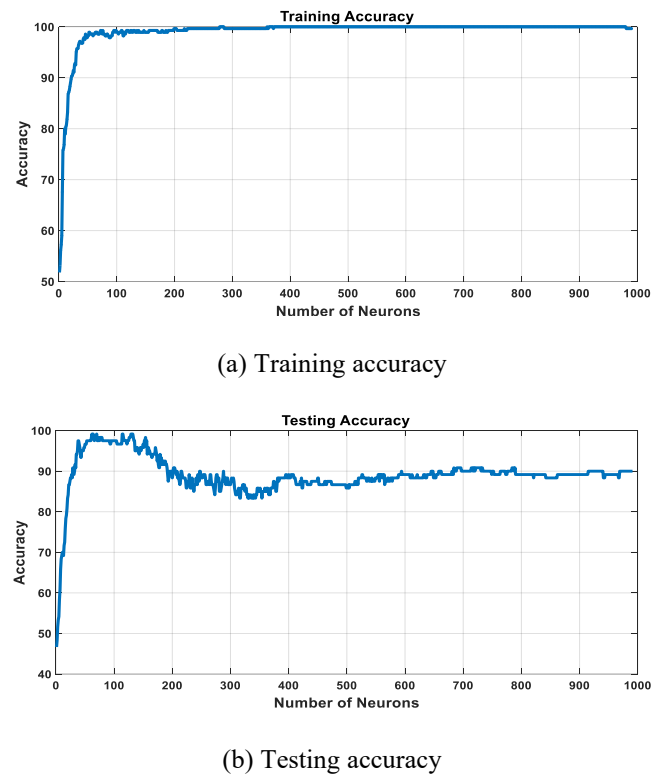 Training Accuracy
100
90
80
70
60
50
Accuracy
0 100 200 300 400 500 600 700 800 900 1000
Number of Neurons
(a) Training accuracy
Testing Accuracy
100
90
80
70
60
50
40
Accuracy
0 100 200 300 400 500 600 700 800 900 1000
Number of Neurons
(b) Testing accuracy